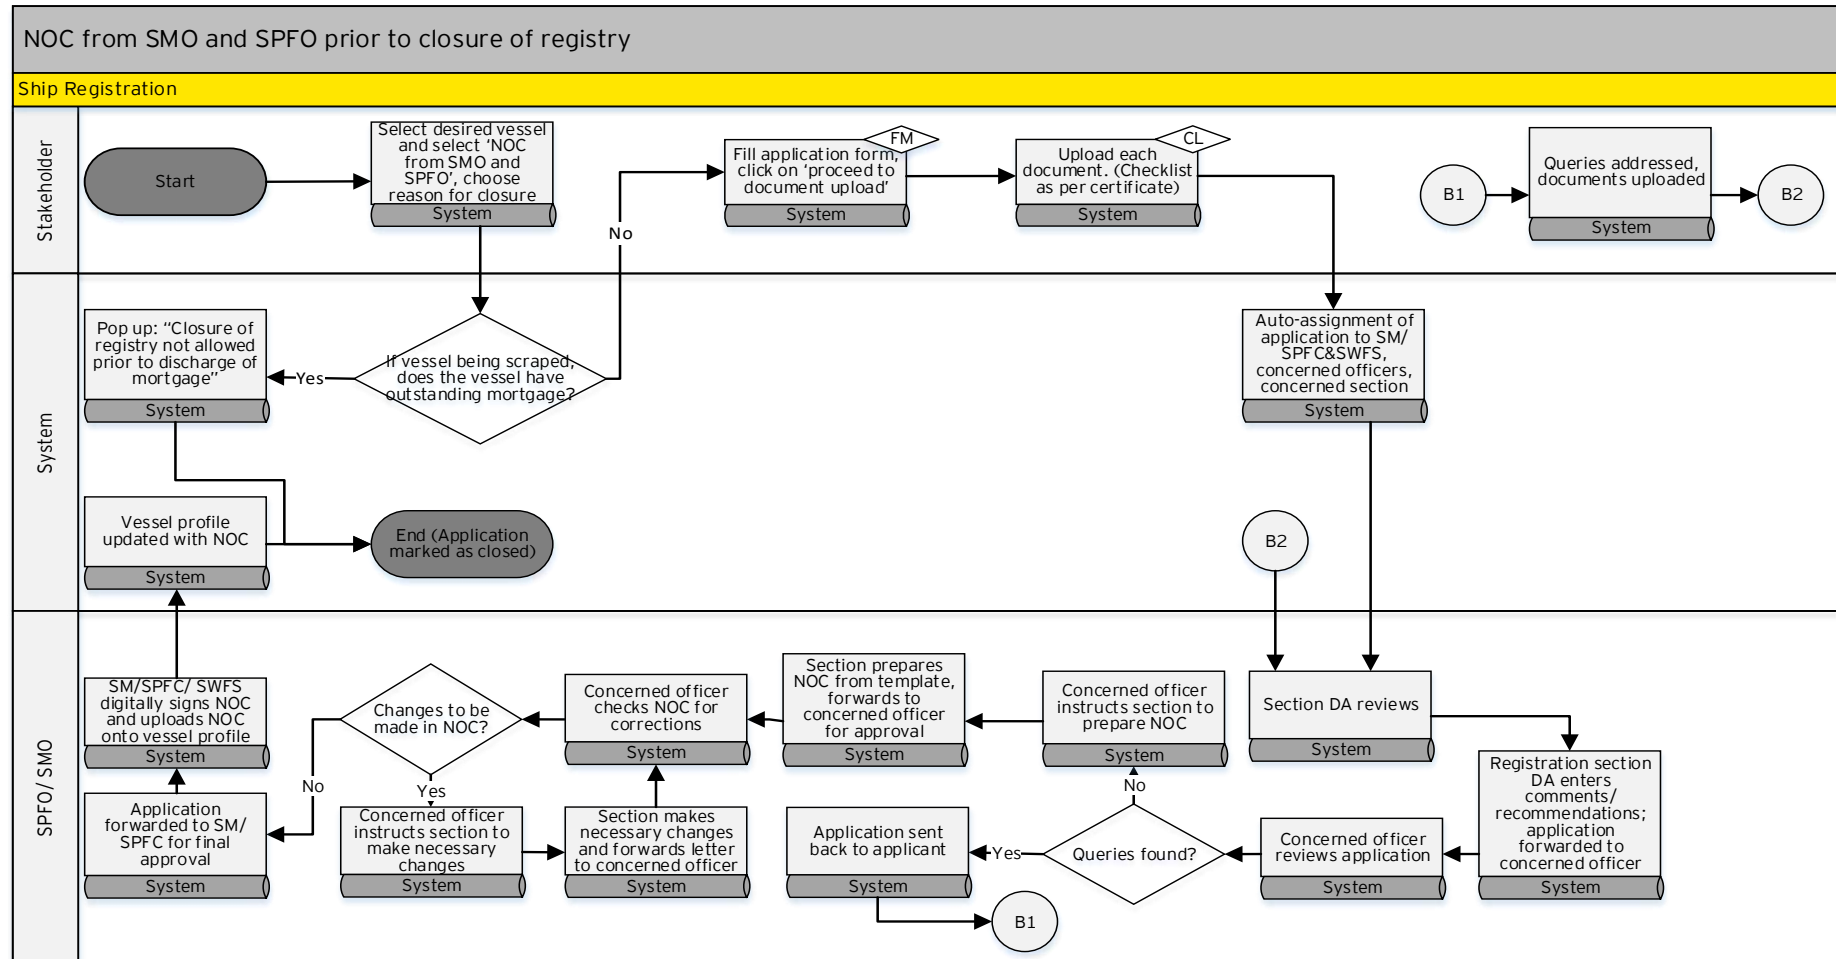 NOC from SMO and SPFO prior to closure of registry
Ship Registration
Stakeholder
Start
Select desired vessel
and select ‘NOC
from SMO and
SPFO’, choose
reason for closure
System
No
FM
Fill application form,
click on ‘proceed to
document upload’
System
CL
Upload each
document. (Checklist
as per certificate)
System
B1
Queries addressed,
documents uploaded
System
B2
System
Pop up: “Closure of
registry not allowed
prior to discharge of
mortgage”
System
Yes
If vessel being scraped,
does the vessel have
outstanding mortgage?
Auto-assignment of
application to SM/
SPFC&SWFS,
concerned officers,
concerned section
System
Vessel profile
updated with NOC
System
End (Application
marked as closed)
B2
SPFO/ SMO
SM/SPFC/ SWFS
digitally signs NOC
and uploads NOC
onto vessel profile
System
Changes to be
made in NOC?
Concerned officer
checks NOC for
corrections
System
Section prepares
NOC from template,
forwards to
concerned officer
for approval
System
Concerned officer
instructs section to
prepare NOC
System
Section DA reviews
System
Application
forwarded to SM/
SPFC for final
approval
System
No
Yes
Concerned officer
instructs section to
make necessary
changes
System
Section makes
necessary changes
and forwards letter
to concerned officer
System
Application sent
back to applicant
System
Yes
No
Queries found?
Concerned officer
reviews application
System
Registration section
DA enters
comments/
recommendations;
application
forwarded to
concerned officer
System
B1